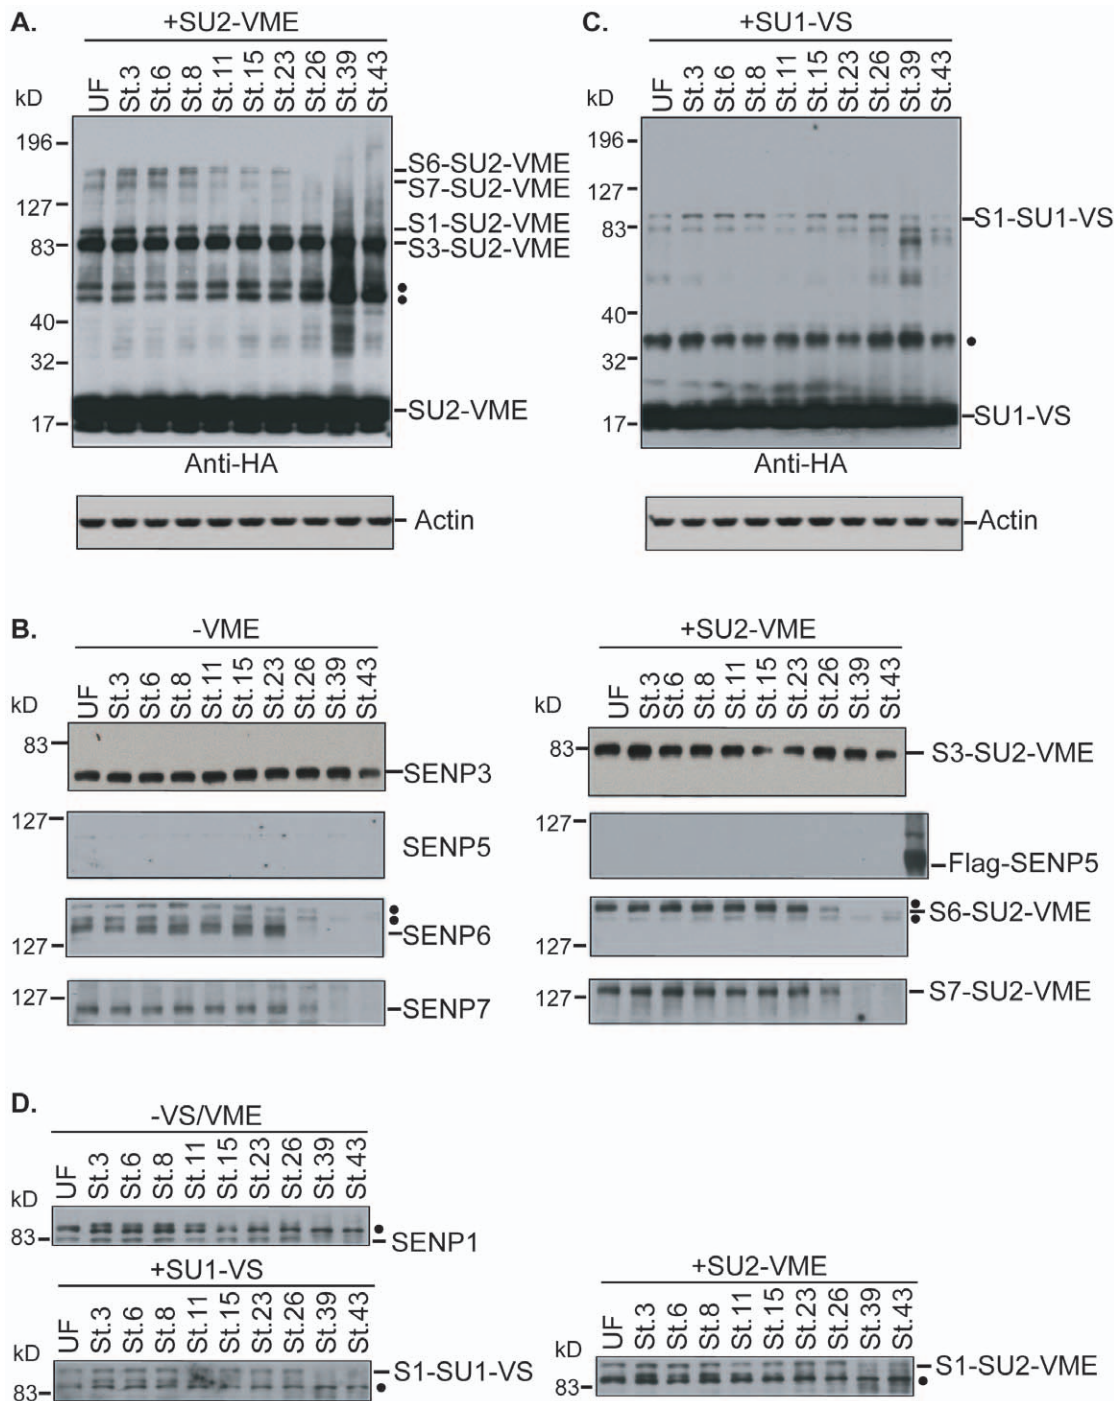 A.
+SU2-VME
kD
UF St.3 St.6 St.8 St.11 St.15 St.23 St.26 St.39 St.43
196
127
83
40
32
17
S6-SU2-VME
S7-SU2-VME
S1-SU2-VME
S3-SU2-VME
SU2-VME
Anti-HA
Actin
C.
+SU1-VS
kD
UF St.3 St.6 St.8 St.11 St.15 St.23 St.26 St.39 St.43
196
127
83
40
32
17
S1-SU1-VS
SU1-VS
Anti-HA
Actin
B.
-VME
kD
UF St.3 St.6 St.8 St.11 St.15 St.23 St.26 St.39 St.43
83
SENP3
127
SENP5
SENP6
127
127
SENP7
+SU2-VME
kD
UF St.3 St.6 St.8 St.11 St.15 St.23 St.26 St.39 St.43
83
S3-SU2-VME
127
Flag-SENP5
S6-SU2-VME
127
127
S7-SU2-VME
D.
-VS/VME
kD
UF St.3 St.6 St.8 St.11 St.15 St.23 St.26 St.39 St.43
83
SENP1
+SU1-VS
kD
UF St.3 St.6 St.8 St.11 St.15 St.23 St.26 St.39 St.43
S1-SU1-VS
83
+SU2-VME
kD
UF St.3 St.6 St.8 St.11 St.15 St.23 St.26 St.39 St.43
S1-SU2-VME
83